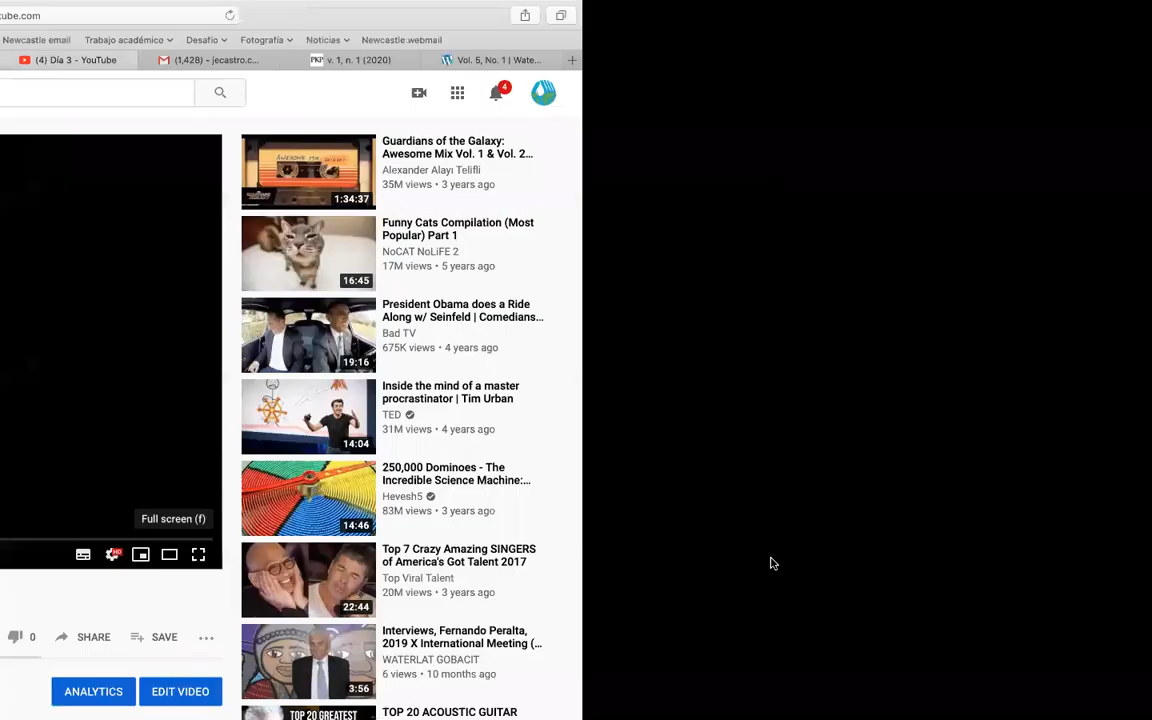 ube.com
Newcastle email Trabajo académico Desafío Fotografía Noticias Newcastle webmail
(4) Día 3 - YouTube (1,428) - jecastro.c... PKP v. 1, n. 1 (2020) Vol. 5, No. 1 | Wate...
4
Guardians of the Galaxy:
Awesome Mix Vol. 1 & Vol. 2...
Alexander Alayı Telifli
35M views • 3 years ago
AWESOME MIX
1:34:37
Funny Cats Compilation (Most
Popular) Part 1
NoCAT NoLiFE 2
17M views • 5 years ago
16:45
President Obama does a Ride
Along w/ Seinfeld | Comedians...
Bad TV
675K views • 4 years ago
19:16
Inside the mind of a master
procrastinator | Tim Urban
TED
31M views • 4 years ago
14:04
250,000 Dominoes - The
Incredible Science Machine:...
Hevesh5
83M views • 3 years ago
14:46
Full screen (f)
HD
Top 7 Crazy Amazing SINGERS
of America's Got Talent 2017
Top Viral Talent
20M views • 3 years ago
22:44
0 SHARE SAVE
Interviews, Fernando Peralta,
2019 X International Meeting (...
WATERLAT GOBACIT
6 views • 10 months ago
3:56
ANALYTICS EDIT VIDEO
TOP 20 GREATEST
TOP 20 ACOUSTIC GUITAR